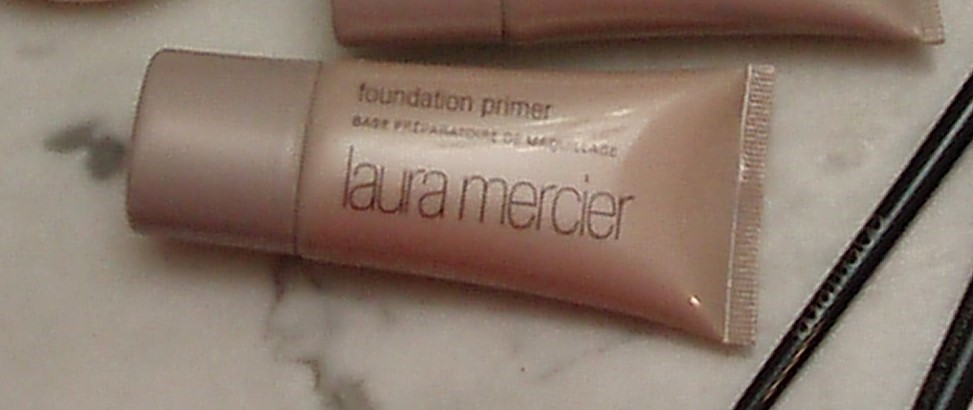 foundation primer
BASE PRÉPARATOIRE DE MAQUILLAGE
laura mercier